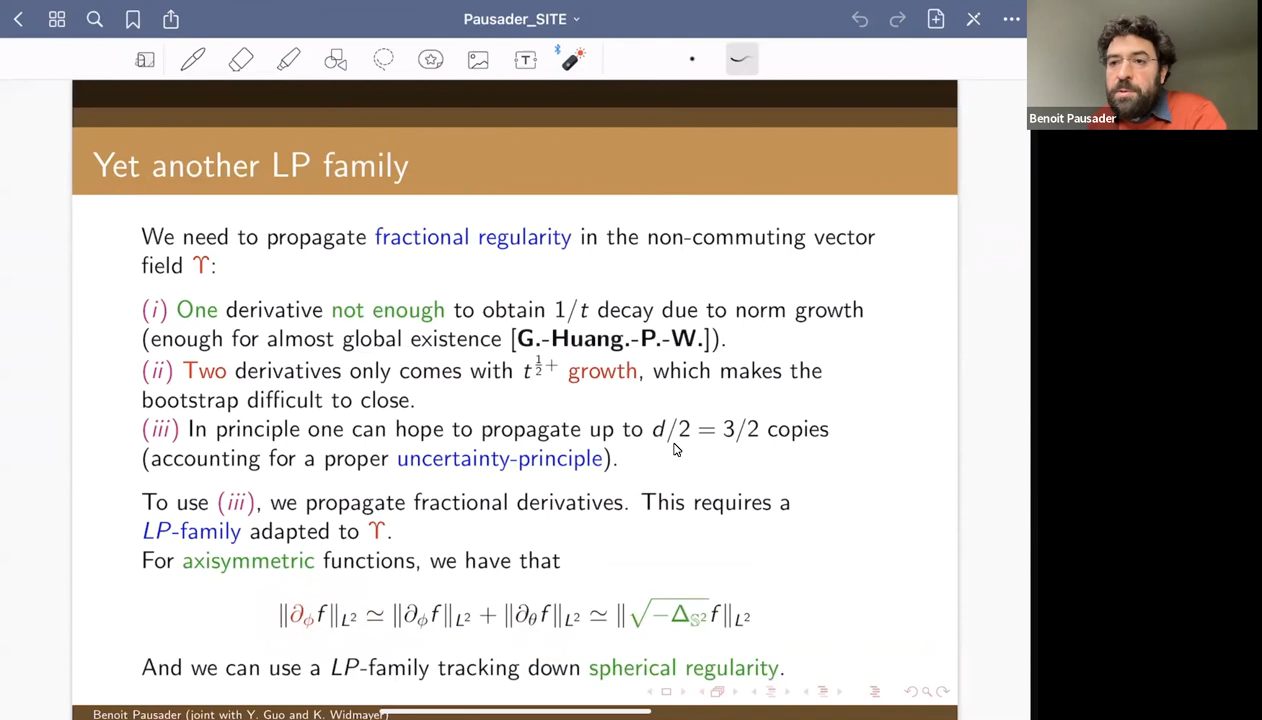 Pausader_SITE
Benoit Pausader
Yet another LP family
We need to propagate fractional regularity in the non-commuting vector
field ϒ:
(i) One derivative not enough to obtain 1/t decay due to norm growth
(enough for almost global existence [G.-Huang.-P.-W.]).
(ii) Two derivatives only comes with t^{\frac{1}{2}+} growth, which makes the
bootstrap difficult to close.
(iii) In principle one can hope to propagate up to d/2 = 3/2 copies
(accounting for a proper uncertainty-principle).
To use (iii), we propagate fractional derivatives. This requires a
LP-family adapted to ϒ.
For axisymmetric functions, we have that
‖∂_ϕ f‖_{L²} ≃ ‖∂_ϕ f‖_{L²} + ‖∂_θ f‖_{L²} ≃ ‖√(−Δ_{𝕊²}) f‖_{L²}
And we can use a LP-family tracking down spherical regularity.
Benoit Pausader (joint with Y. Guo and K. Widmayer)